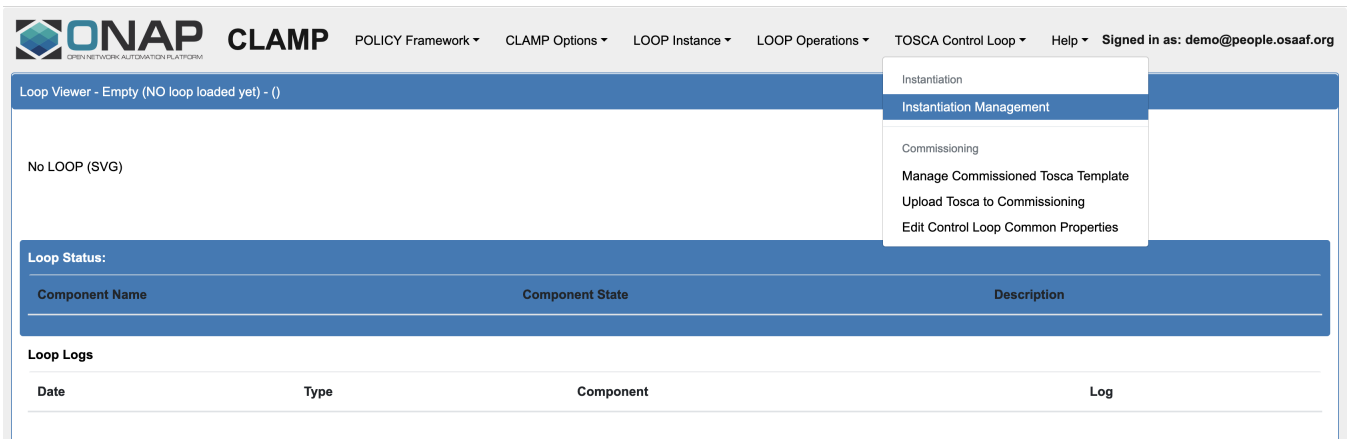 ONAP CLAMP POLICY Framework CLAMP Options LOOP Instance LOOP Operations TOSCA Control Loop Help Signed in as: demo@people.osaaf.org
OPEN NETWORK AUTOMATION PLATFORM
Loop Viewer - Empty (NO loop loaded yet) - ()
Instantiation
Instantiation Management
Commissioning
Manage Commissioned Tosca Template
Upload Tosca to Commissioning
Edit Control Loop Common Properties
No LOOP (SVG)
Loop Status:
Component Name Component State Description
Loop Logs
Date Type Component Log